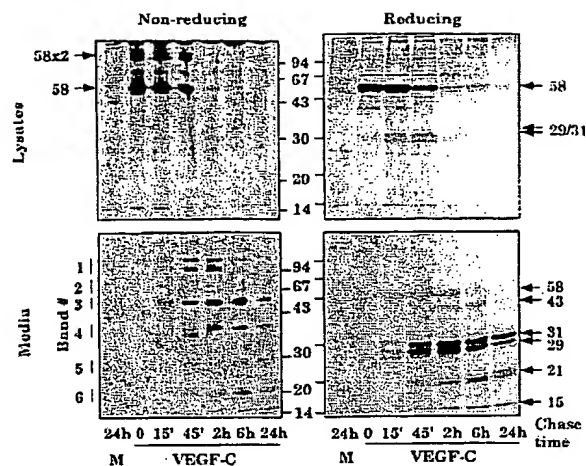 Non-reducing
Reducing
58x2
58
94
67
43
30
20
14
58
29/31
Lysates
1
2
3
4
5
6
Band #
Media
94
67
43
30
20
14
58
43
31
29
21
15
24h 0 15' 45' 2h 6h 24h
24h 0 15' 45' 2h 6h 24h
Chase time
M VEGF-C
M VEGF-C